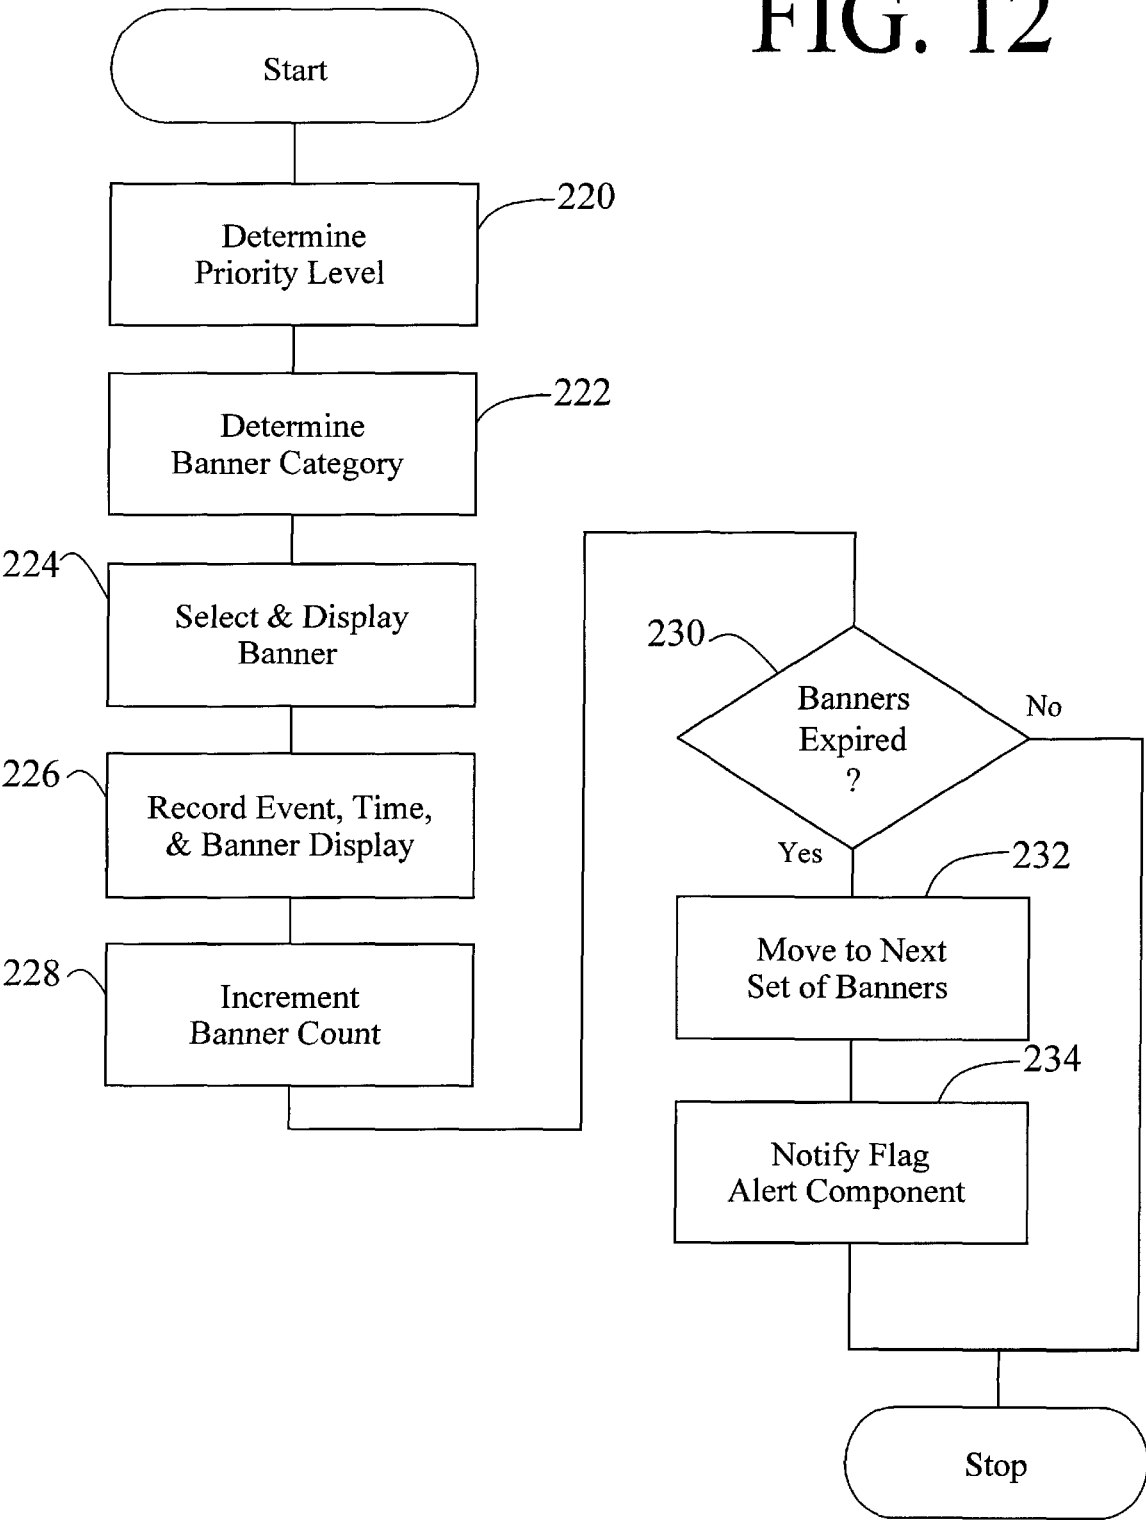 FIG. 12
Start
220
Determine
Priority Level
222
Determine
Banner Category
224
Select & Display
Banner
226
Record Event, Time,
& Banner Display
228
Increment
Banner Count
230
Banners
Expired
?
No
Yes
232
Move to Next
Set of Banners
234
Notify Flag
Alert Component
Stop